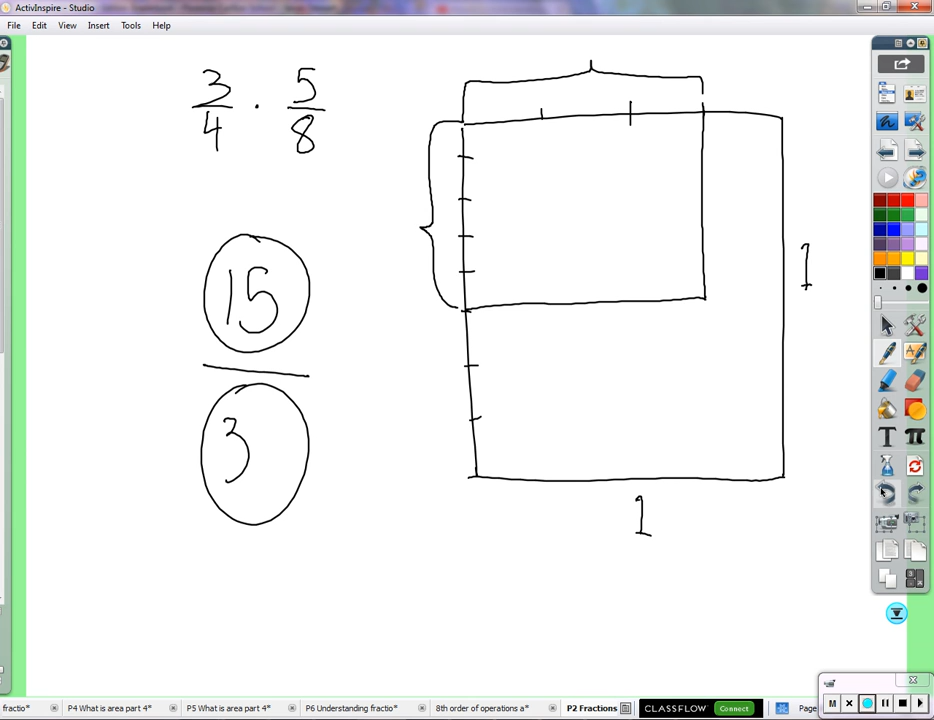 ActivInspire - Studio
File Edit View Insert Tools Help
3/4 · 5/8
15
3
1
1
fractio*
P4 What is area part 4*
P5 What is area part 4*
P6 Understanding fractio*
8th order of operations a*
P2 Fractions
CLASSFLOW
Connect
Page
M